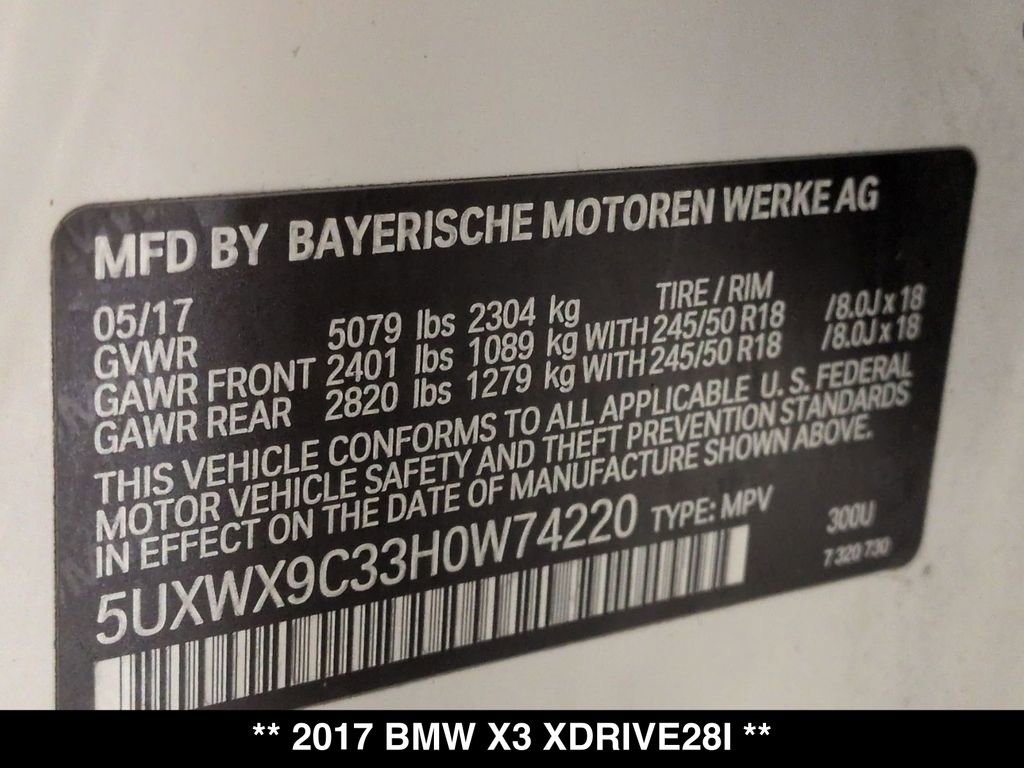 MFD BY BAYERISCHE MOTOREN WERKE AG
05/17 TIRE / RIM
GVWR 5079 lbs 2304 kg
GAWR FRONT 2401 lbs 1089 kg WITH 245/50 R18 /8.0J x 18
GAWR REAR 2820 lbs 1279 kg WITH 245/50 R18 /8.0J x 18
THIS VEHICLE CONFORMS TO ALL APPLICABLE U. S. FEDERAL
MOTOR VEHICLE SAFETY AND THEFT PREVENTION STANDARDS
IN EFFECT ON THE DATE OF MANUFACTURE SHOWN ABOVE.
5UXWX9C33H0W74220 TYPE: MPV 300U
7 320 730
** 2017 BMW X3 XDRIVE28I **